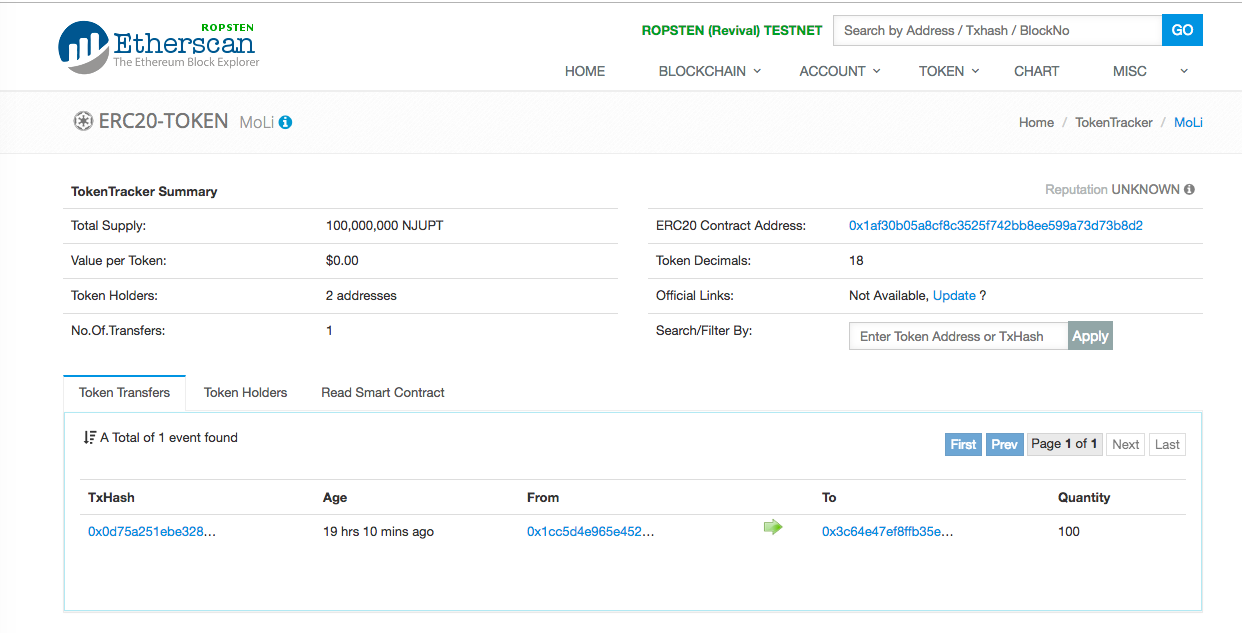 ROPSTEN
Etherscan
The Ethereum Block Explorer
ROPSTEN (Revival) TESTNET
Search by Address / Txhash / BlockNo
GO
HOME BLOCKCHAIN ACCOUNT TOKEN CHART MISC
ERC20-TOKEN MoLi
Home / TokenTracker / MoLi
TokenTracker Summary
Reputation UNKNOWN
Total Supply: 100,000,000 NJUPT
ERC20 Contract Address: 0x1af30b05a8cf8c3525f742bb8ee599a73d73b8d2
Value per Token: $0.00
Token Decimals: 18
Token Holders: 2 addresses
Official Links: Not Available, Update ?
No.Of.Transfers: 1
Search/Filter By: Enter Token Address or TxHash Apply
Token Transfers Token Holders Read Smart Contract
A Total of 1 event found
First Prev Page 1 of 1 Next Last
TxHash Age From To Quantity
0x0d75a251ebe328... 19 hrs 10 mins ago 0x1cc5d4e965e452... 0x3c64e47ef8ffb35e... 100